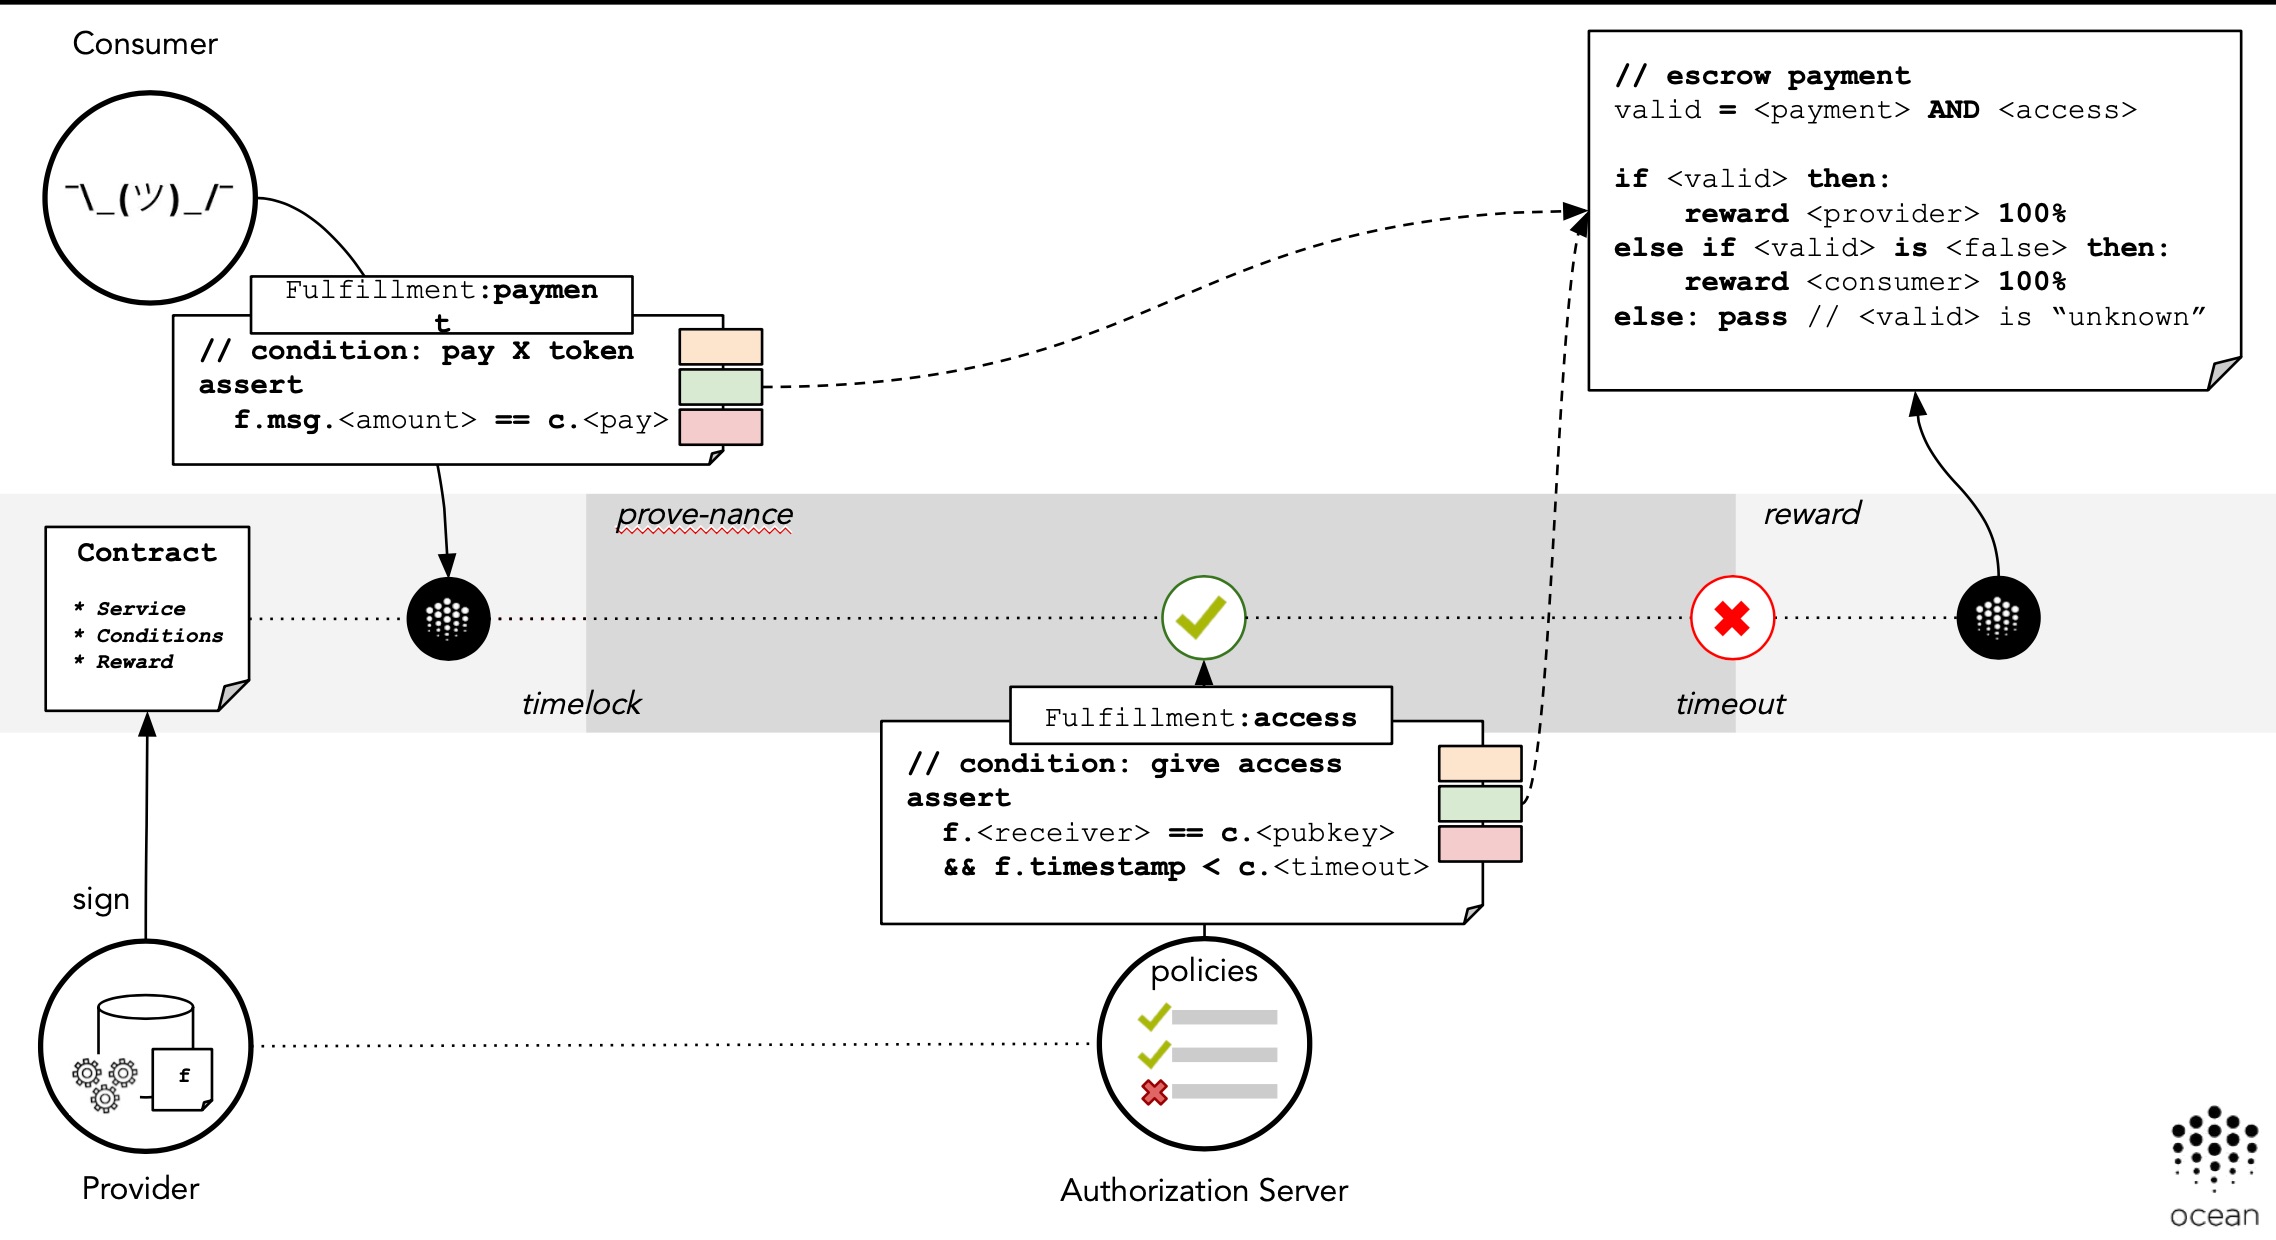 Consumer
¯\_(ツ)_/¯
Fulfillment:paymen
t
// condition: pay X token
assert
f.msg.<amount> == c.<pay>
// escrow payment
valid = <payment> AND <access>
if <valid> then:
reward <provider> 100%
else if <valid> is <false> then:
reward <consumer> 100%
else: pass // <valid> is “unknown”
prove-nance
reward
Contract
* Service
* Conditions
* Reward
timelock
timeout
Fulfillment:access
// condition: give access
assert
f.<receiver> == c.<pubkey>
&& f.timestamp < c.<timeout>
sign
policies
f
Provider
Authorization Server
ocean